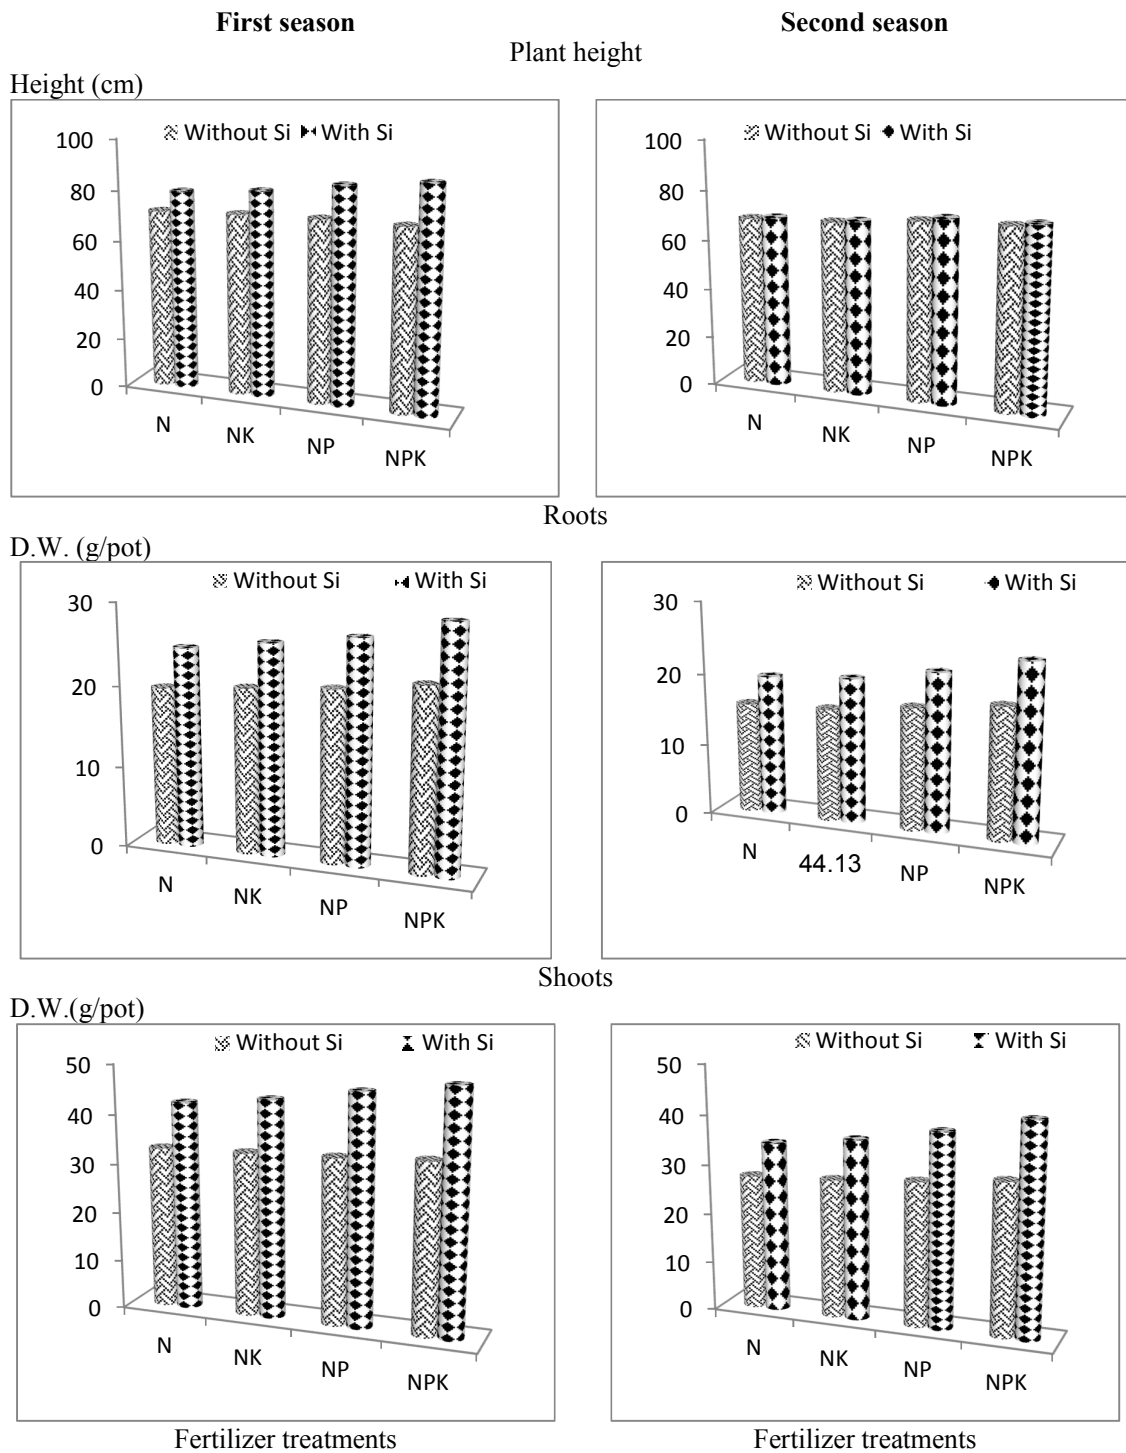 First season Second season
Plant height
Height (cm)
Without Si With Si
100
80
60
40
20
0
N NK NP NPK
Without Si With Si
100
80
60
40
20
0
N NK NP NPK
Roots
D.W. (g/pot)
Without Si With Si
30
20
10
0
N NK NP NPK
Without Si With Si
30
20
10
0
N 44.13 NP NPK
Shoots
D.W.(g/pot)
Without Si With Si
50
40
30
20
10
0
N NK NP NPK
Without Si With Si
50
40
30
20
10
0
N NK NP NPK
Fertilizer treatments Fertilizer treatments